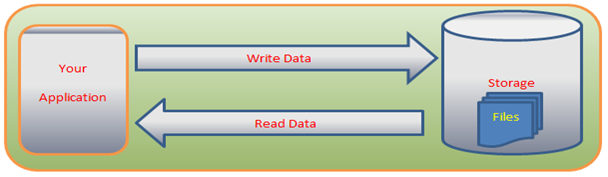 Your
Application
Write Data
Read Data
Storage
Files